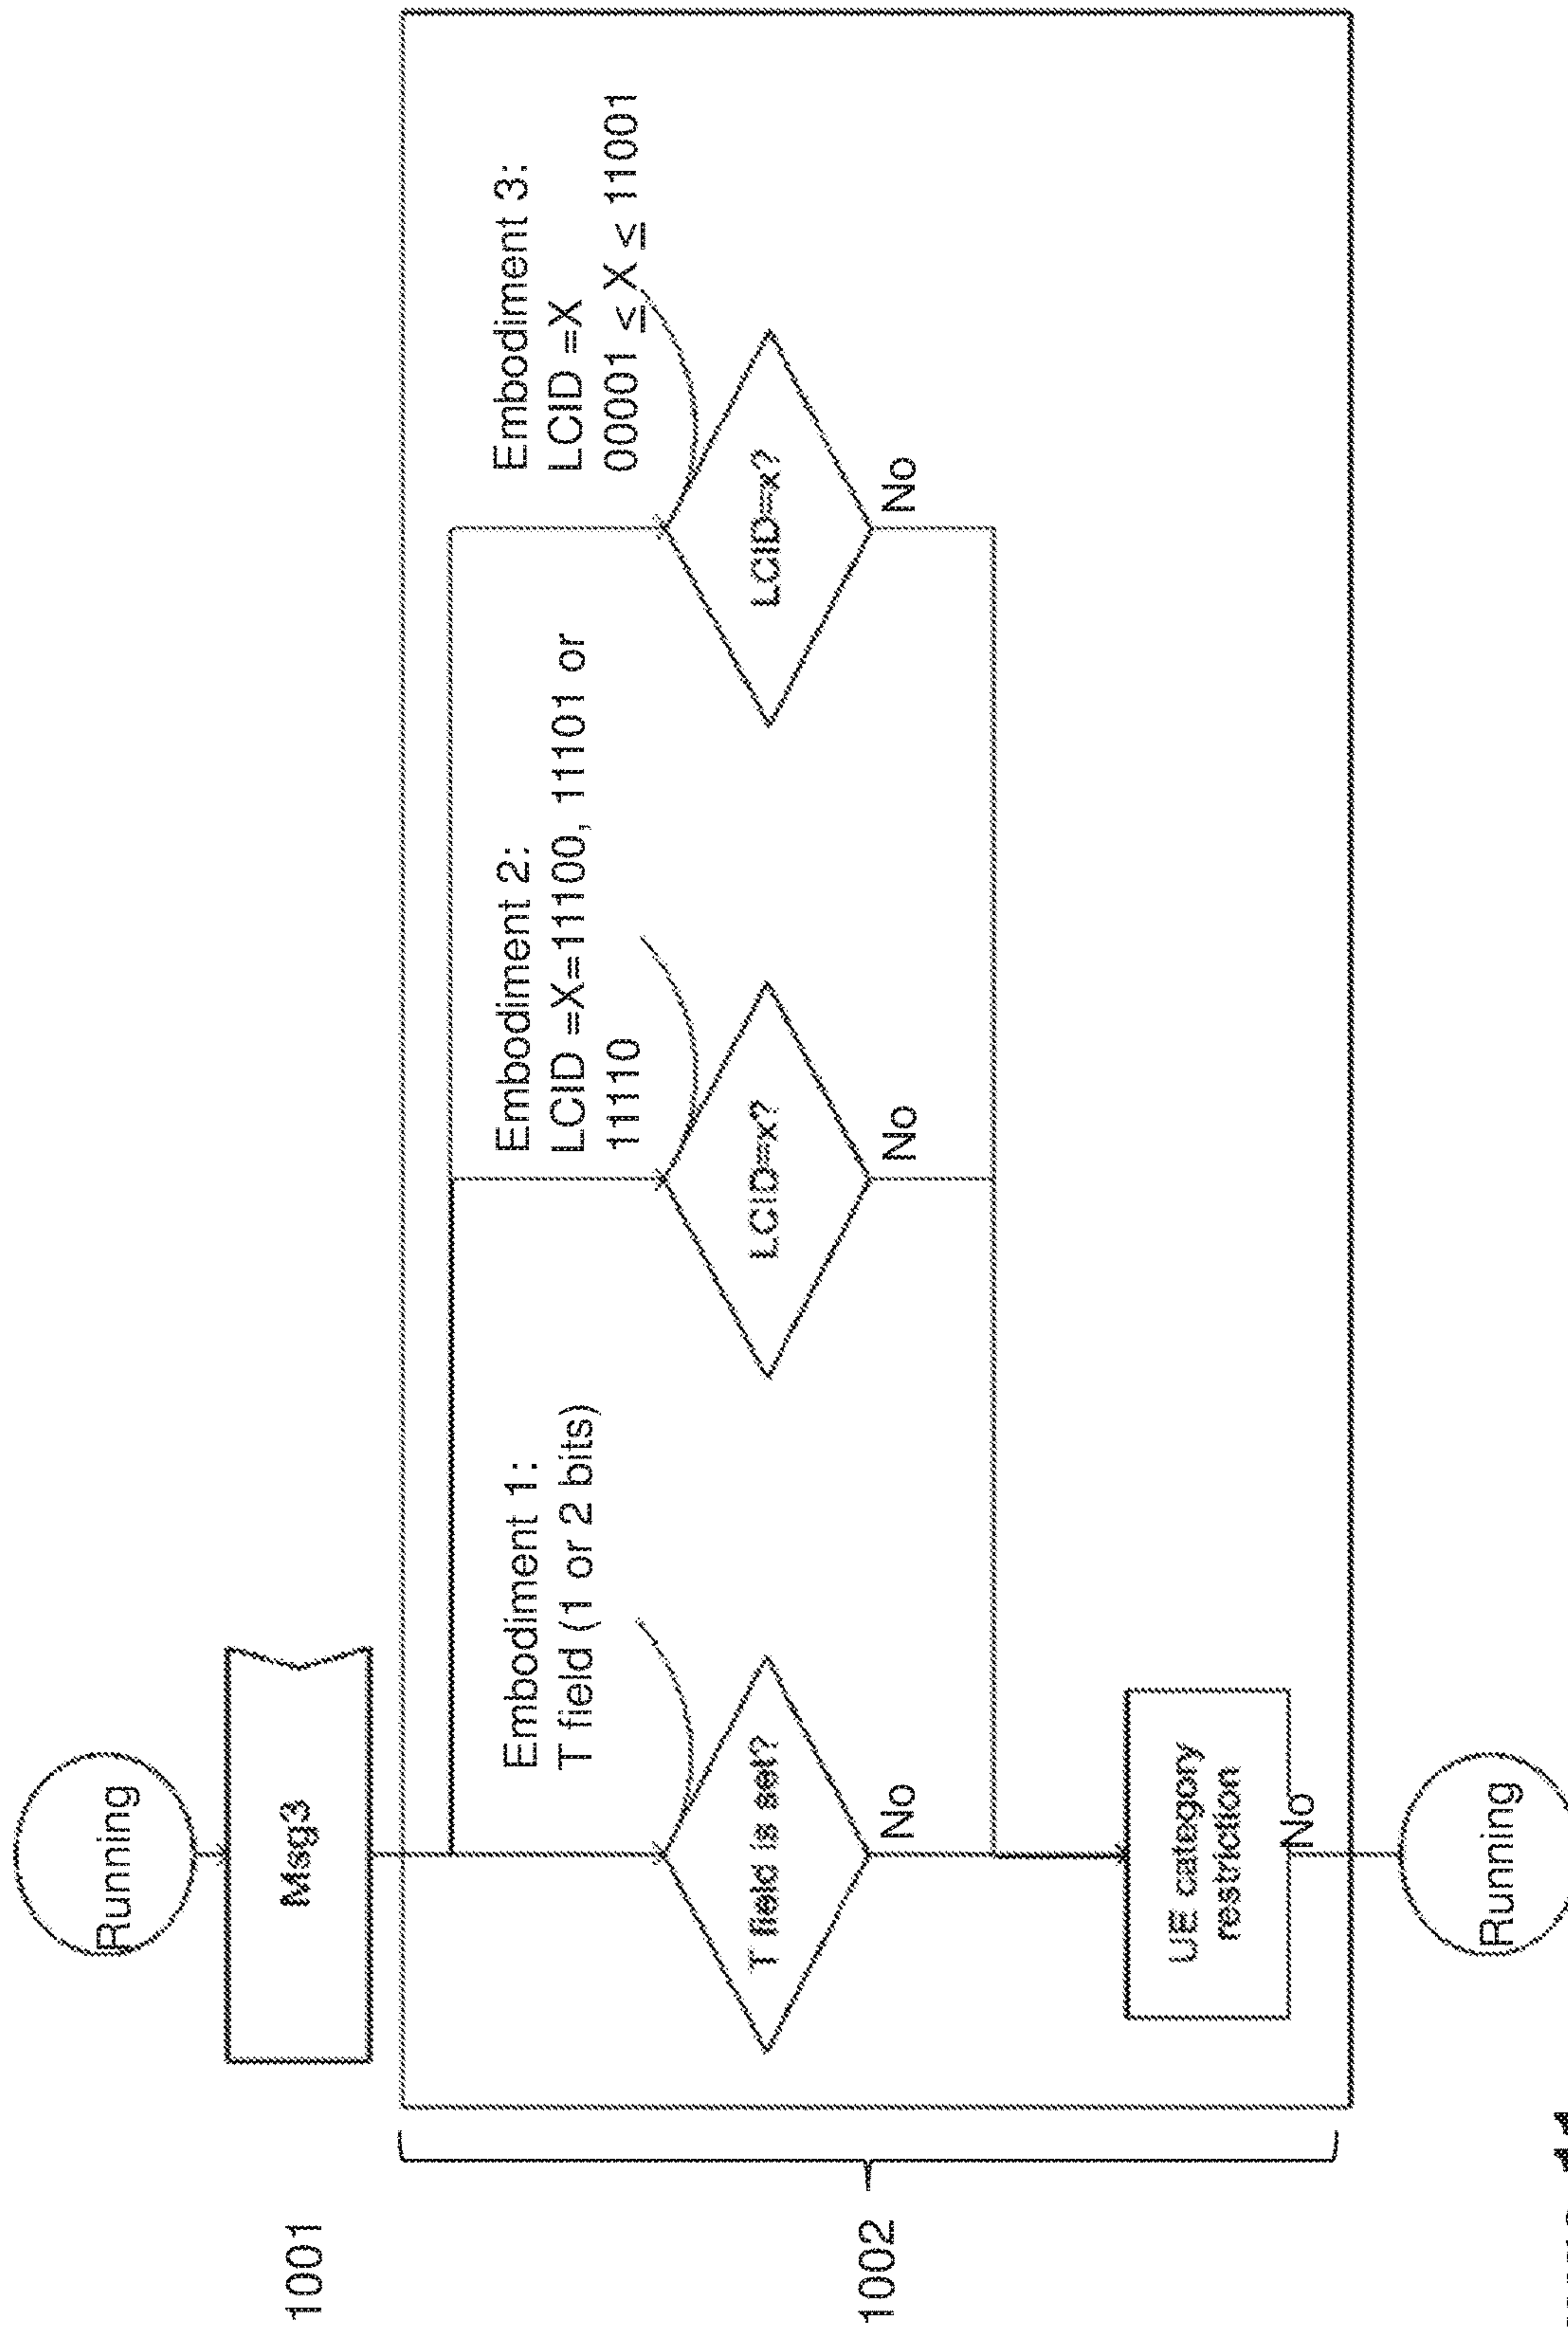 Running
1001
Msg3
Embodiment 1:
T field (1 or 2 bits)
Embodiment 2:
LCID =X=11100, 11101 or
11110
Embodiment 3:
LCID =X
00001 ≤ X ≤ 11001
T field is set?
LCID=x?
LCID=x?
No
No
No
1002
UE category
restriction
No
Running
11